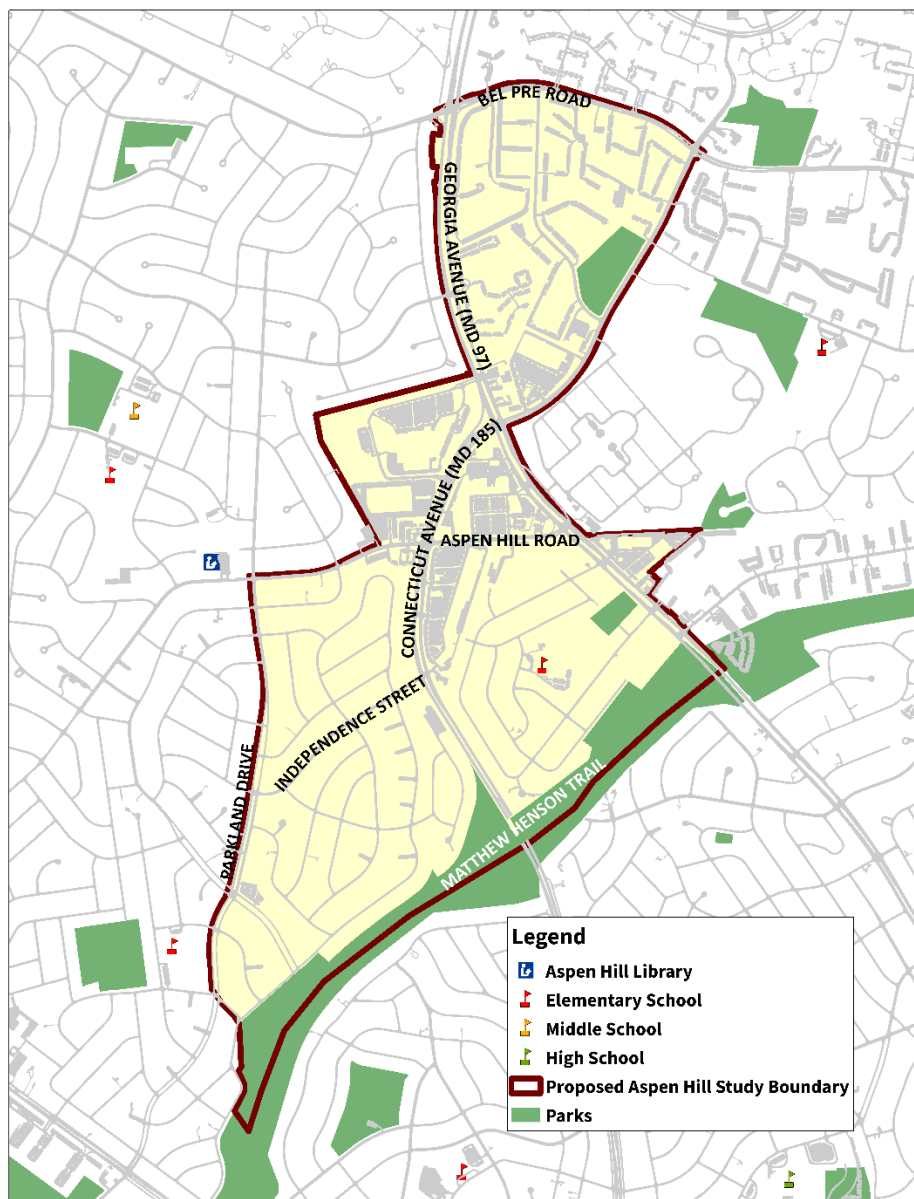 BEL PRE ROAD
GEORGIA AVENUE (MD 97)
CONNECTICUT AVENUE (MD 185)
ASPEN HILL ROAD
INDEPENDENCE STREET
PARKLAND DRIVE
MATTHEW HENSON TRAIL
Legend
Aspen Hill Library
Elementary School
Middle School
High School
Proposed Aspen Hill Study Boundary
Parks